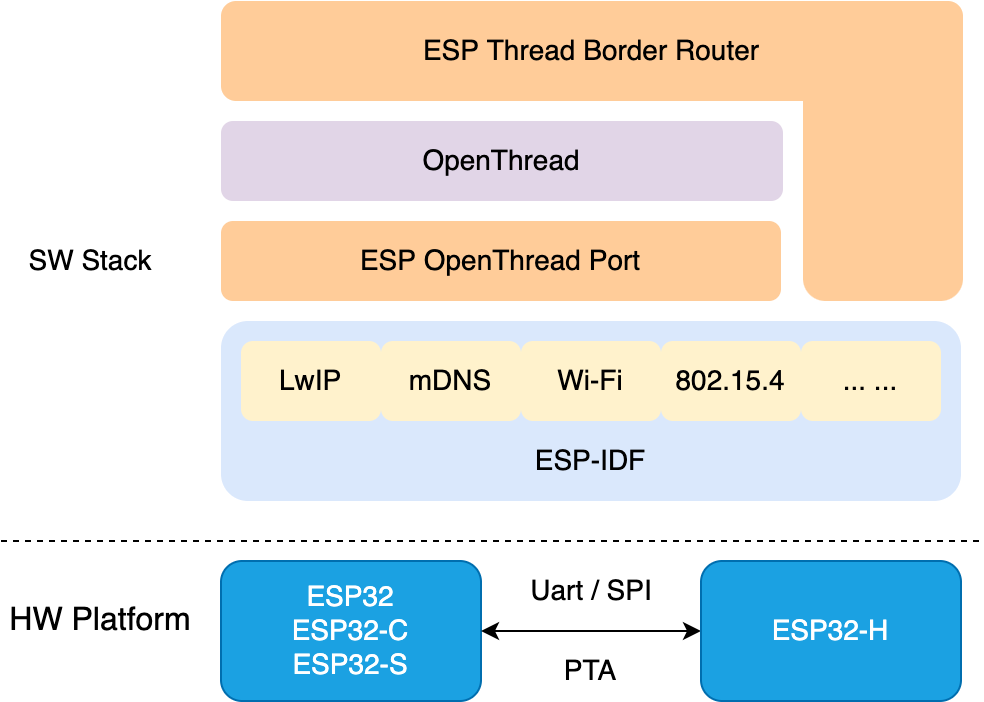 ESP Thread Border Router
OpenThread
SW Stack
ESP OpenThread Port
LwIP
mDNS
Wi-Fi
802.15.4
... ...
ESP-IDF
HW Platform
ESP32
ESP32-C
ESP32-S
Uart / SPI
PTA
ESP32-H